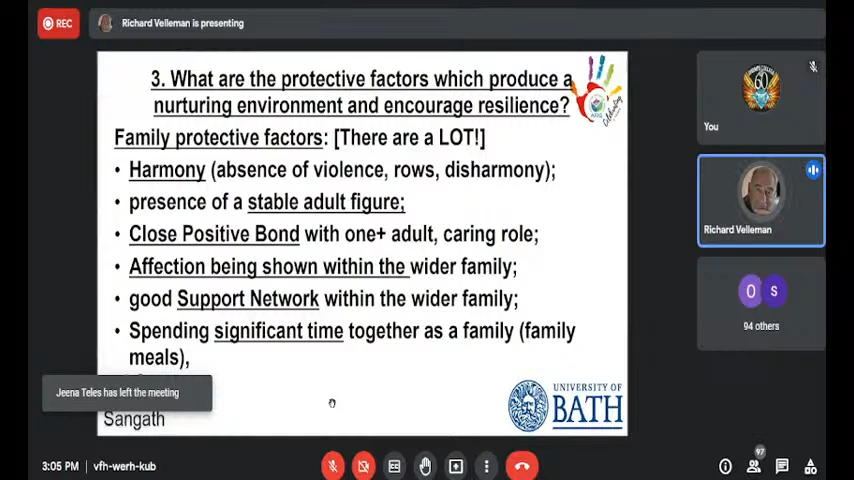 REC
Richard Velleman is presenting
3. What are the protective factors which produce a
nurturing environment and encourage resilience?
Family protective factors: [There are a LOT!]
• Harmony (absence of violence, rows, disharmony);
• presence of a stable adult figure;
• Close Positive Bond with one+ adult, caring role;
• Affection being shown within the wider family;
• good Support Network within the wider family;
• Spending significant time together as a family (family
meals),
Jeena Teles has left the meeting
Sangath
UNIVERSITY OF
BATH
60
You
Richard Velleman
O S
94 others
3:05 PM
vfh-werh-kub
97